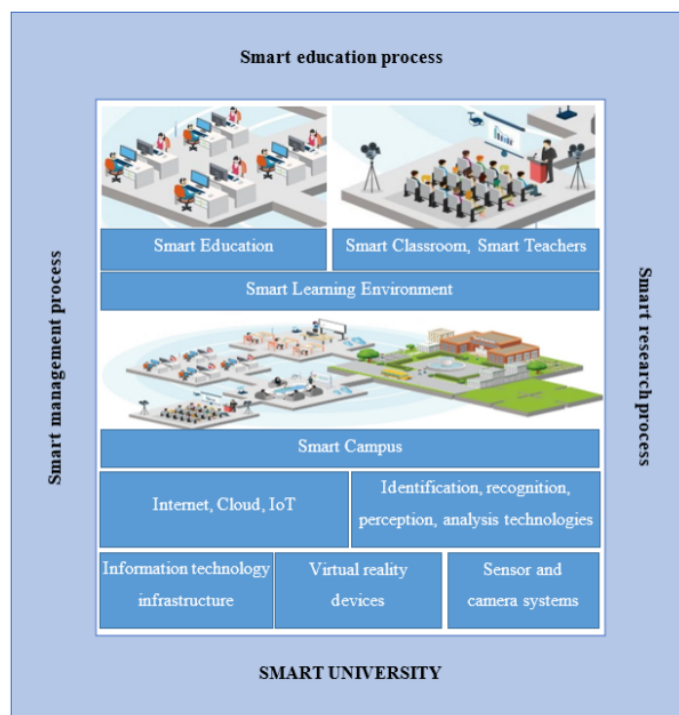 Smart education process
Smart management process
Smart Education
Smart Classroom, Smart Teachers
Smart Learning Environment
Smart Campus
Internet, Cloud, IoT
Identification, recognition,
perception, analysis technologies
Information technology
infrastructure
Virtual reality
devices
Sensor and
camera systems
Smart research process
SMART UNIVERSITY